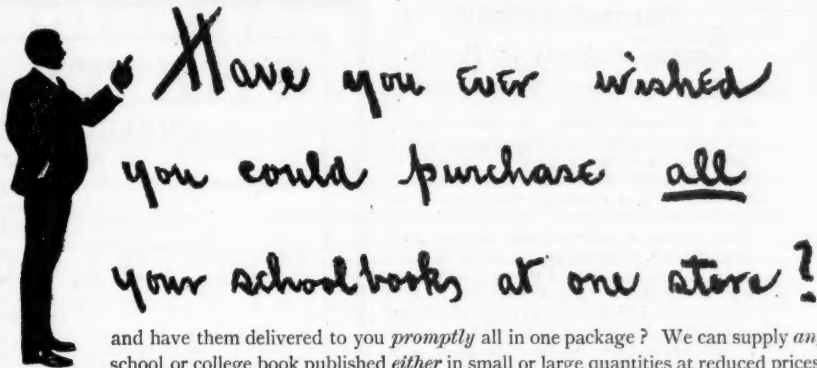 Have you ever wished
you could purchase all
your schoolbooks at one store?
and have them delivered to you promptly all in one package? We can supply
school or college book published either in small or large quantities at reduced prices